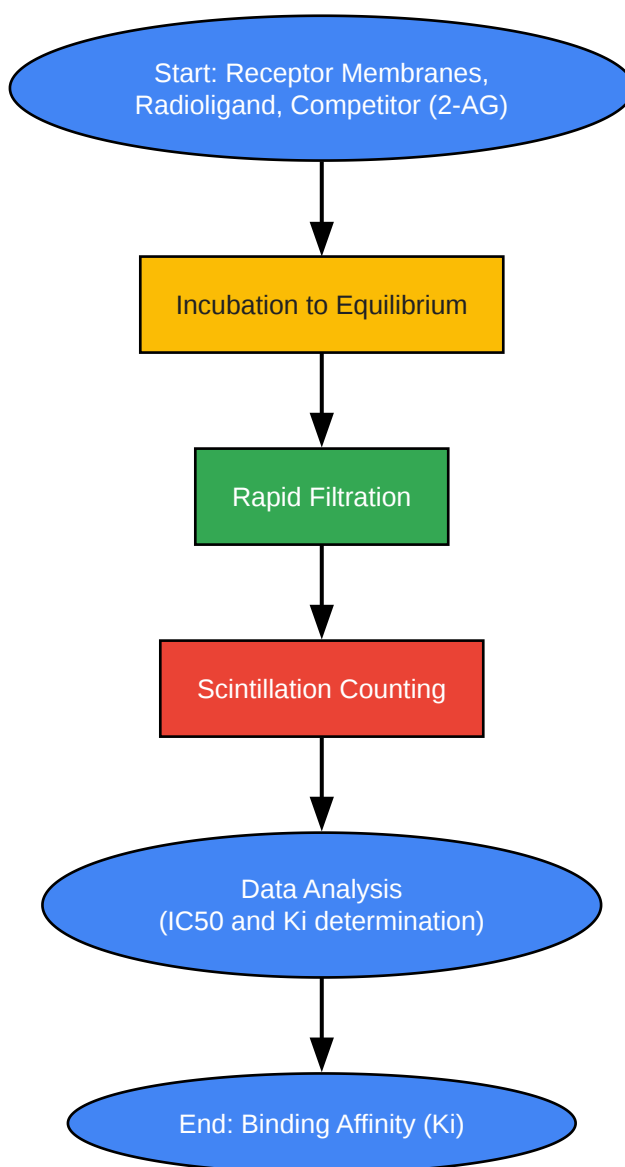 Start: Receptor Membranes,
Radioligand, Competitor (2-AG)
Incubation to Equilibrium
Rapid Filtration
Scintillation Counting
Data Analysis
(IC50 and Ki determination)
End: Binding Affinity (Ki)